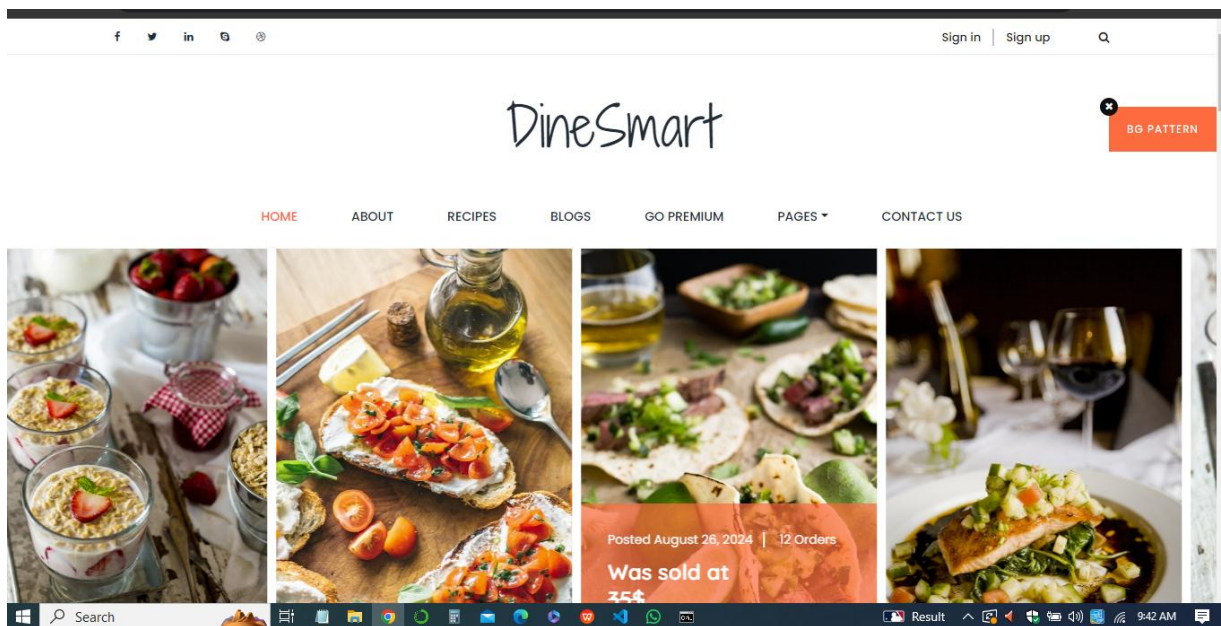 Sign in | Sign up
DineSmart
BG PATTERN
HOME ABOUT RECIPES BLOGS GO PREMIUM PAGES CONTACT US
Posted August 26, 2024 | 12 Orders
Was sold at
35$
Search
Result
9:42 AM